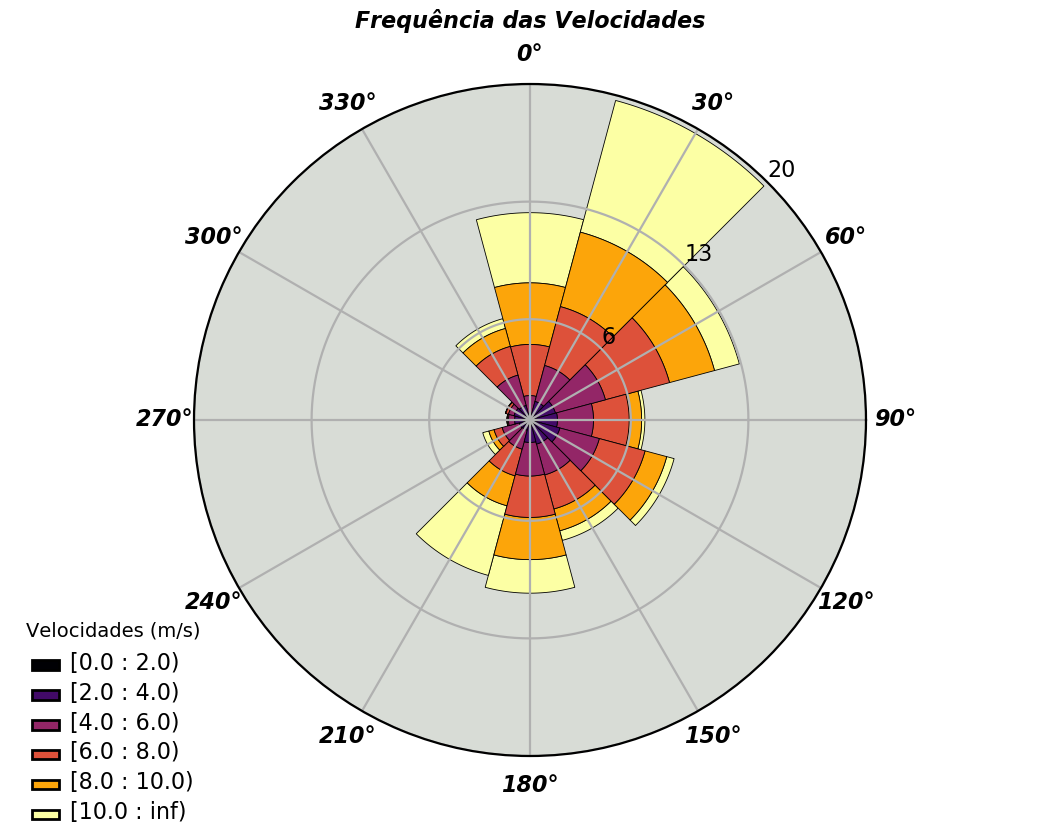 Frequência das Velocidades
0°
330°
30°
20
300°
60°
13
6
270°
90°
240°
120°
210°
150°
180°
Velocidades (m/s)
[0.0 : 2.0)
[2.0 : 4.0)
[4.0 : 6.0)
[6.0 : 8.0)
[8.0 : 10.0)
[10.0 : inf)